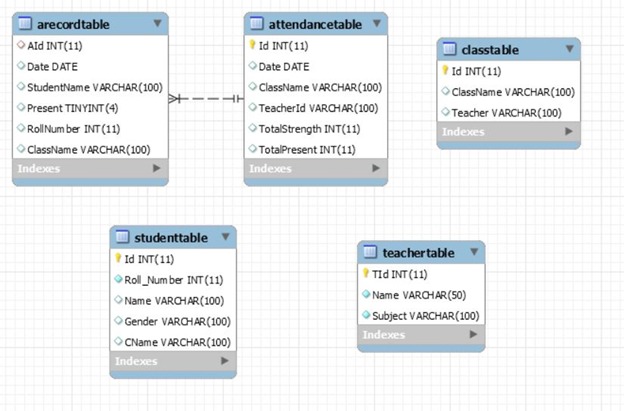 arecordtable
AId INT(11)
Date DATE
StudentName VARCHAR(100)
Present TINYINT(4)
RollNumber INT(11)
ClassName VARCHAR(100)
Indexes
attendancetable
Id INT(11)
Date DATE
ClassName VARCHAR(100)
TeacherId VARCHAR(100)
TotalStrength INT(11)
TotalPresent INT(11)
Indexes
classtable
Id INT(11)
ClassName VARCHAR(100)
Teacher VARCHAR(100)
Indexes
studenttable
Id INT(11)
Roll_Number INT(11)
Name VARCHAR(100)
Gender VARCHAR(100)
CName VARCHAR(100)
Indexes
teachertable
TId INT(11)
Name VARCHAR(50)
Subject VARCHAR(100)
Indexes